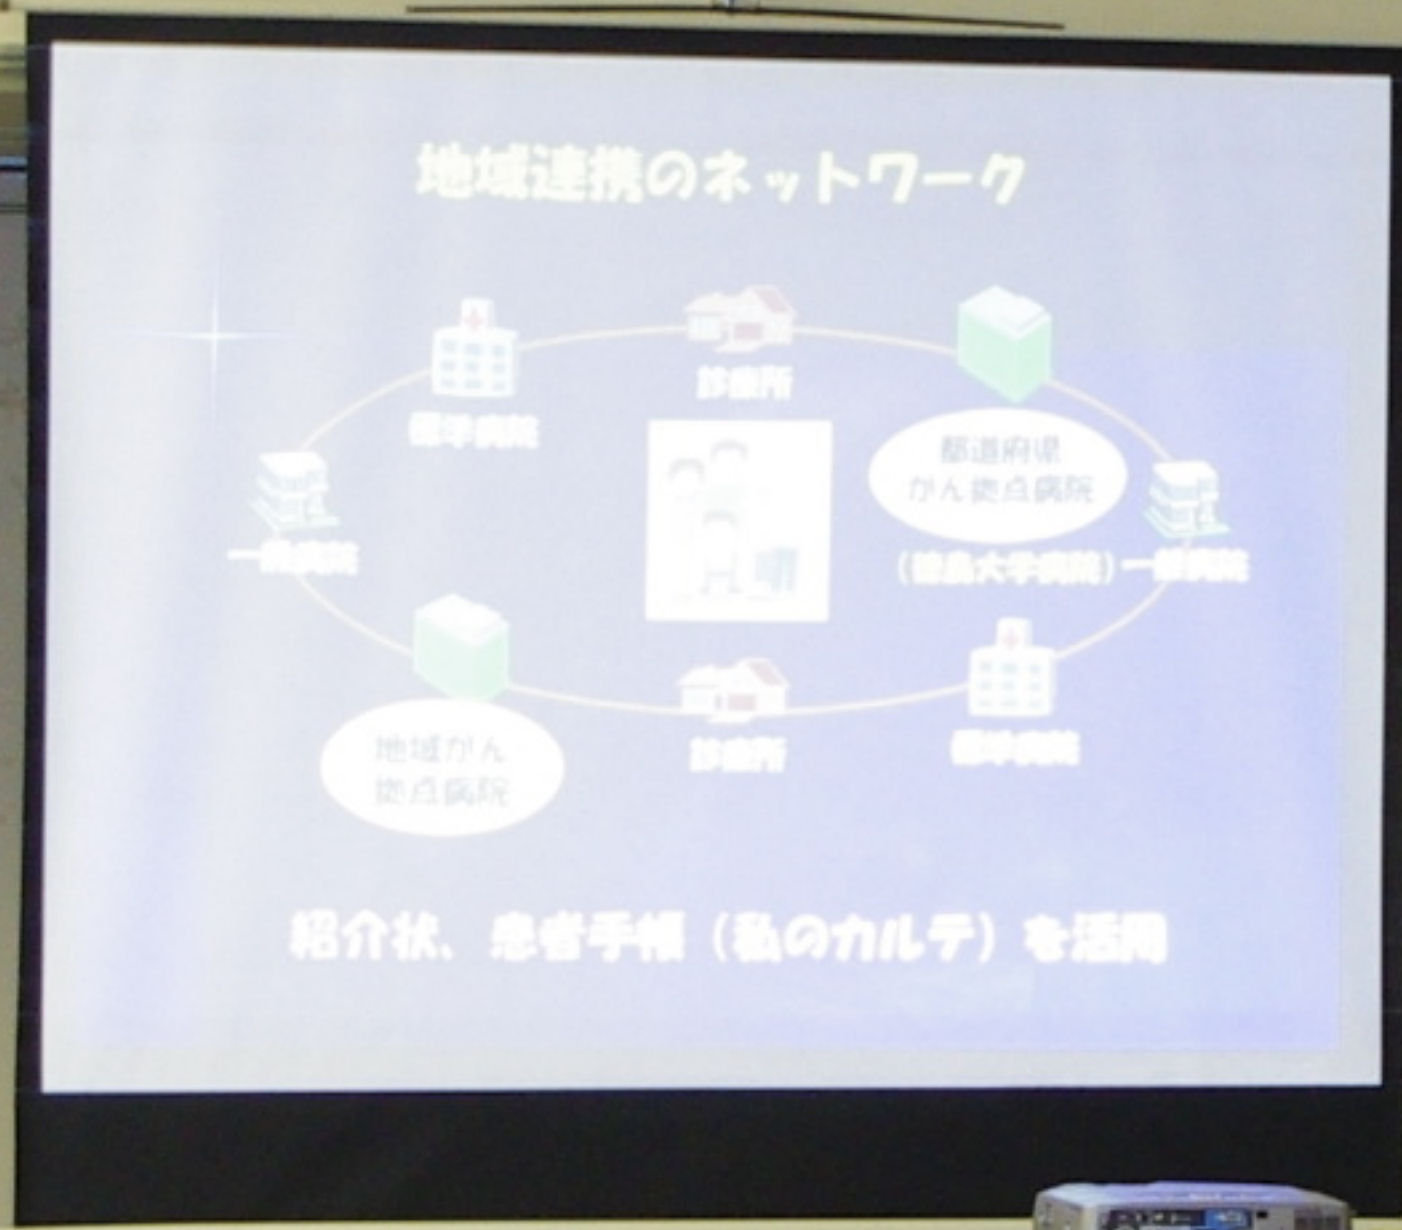 地域連携のネットワーク
診療所
標準病院
都道府県
がん拠点病院
一般病院
(徳島大学病院)
一般病院
地域がん
拠点病院
診療所
標準病院
紹介状、患者手帳(私のカルテ)を活用